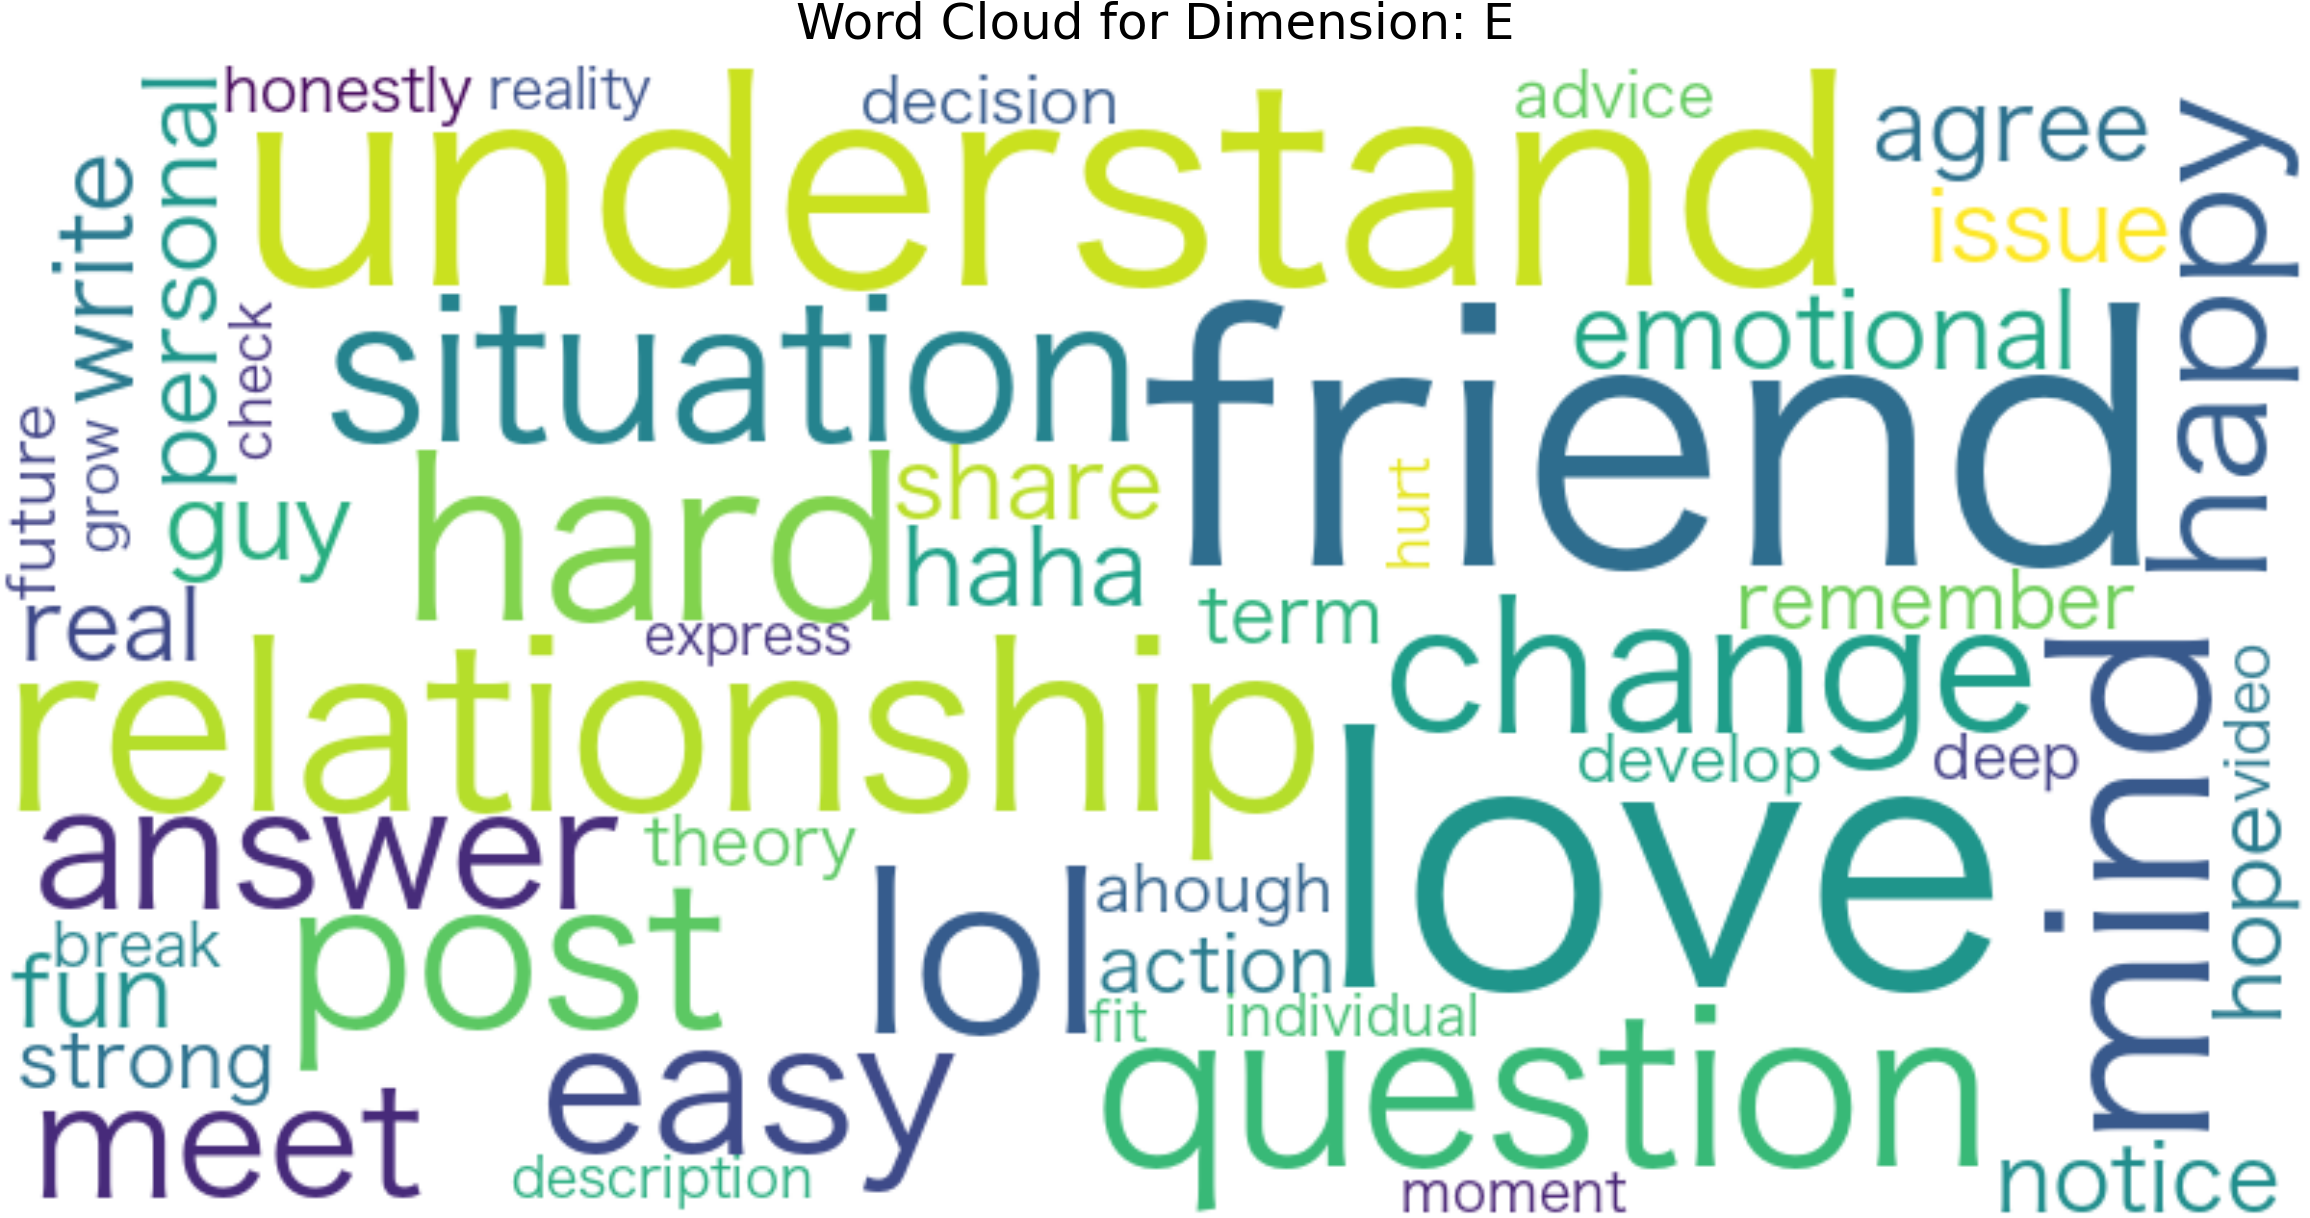 Word Cloud for Dimension: E
honestly
reality
decision
advice
understand
agree
issue
happy
personal
write
check
situation
friend
emotional
future
grow
guy
hard
share
haha
hurt
real
express
term
remember
relationship
change
mind
video
develop
deep
love
answer
theory
lol
ahough
action
hope
break
fun
post
fit
individual
question
strong
easy
meet
description
moment
notice